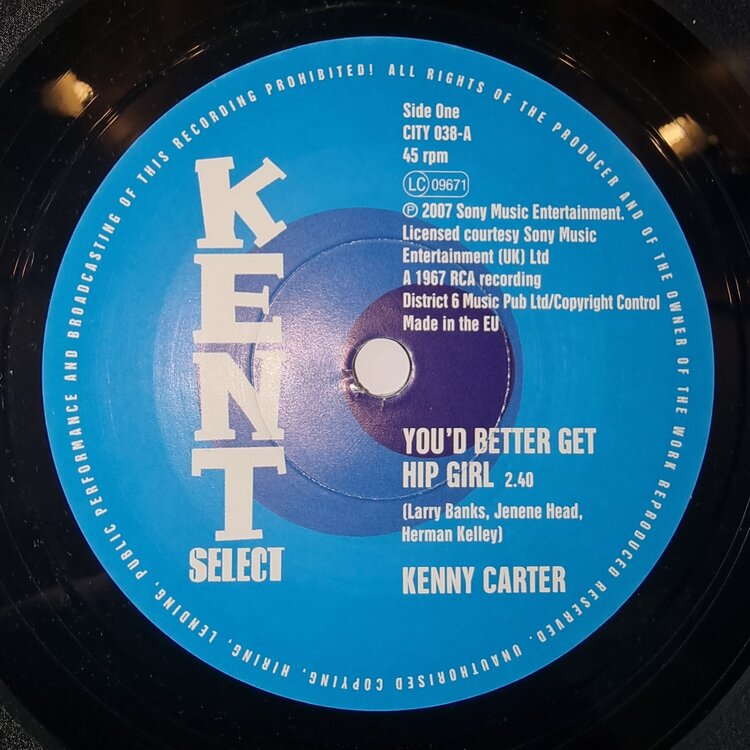 ALL RIGHTS OF THE PRODUCER AND OF THE OWNER OF THE WORK REPRODUCED RESERVED. UNAUTHORISED COPYING, HIRING, LENDING, PUBLIC PERFORMANCE AND BROADCASTING OF THIS RECORDING PROHIBITED!
KENT
SELECT
Side One
CITY 038-A
45 rpm
LC 09671
℗ 2007 Sony Music Entertainment.
Licensed courtesy Sony Music
Entertainment (UK) Ltd
A 1967 RCA recording
District 6 Music Pub Ltd/Copyright Control
Made in the EU
YOU'D BETTER GET
HIP GIRL 2.40
(Larry Banks, Jenene Head,
Herman Kelley)
KENNY CARTER